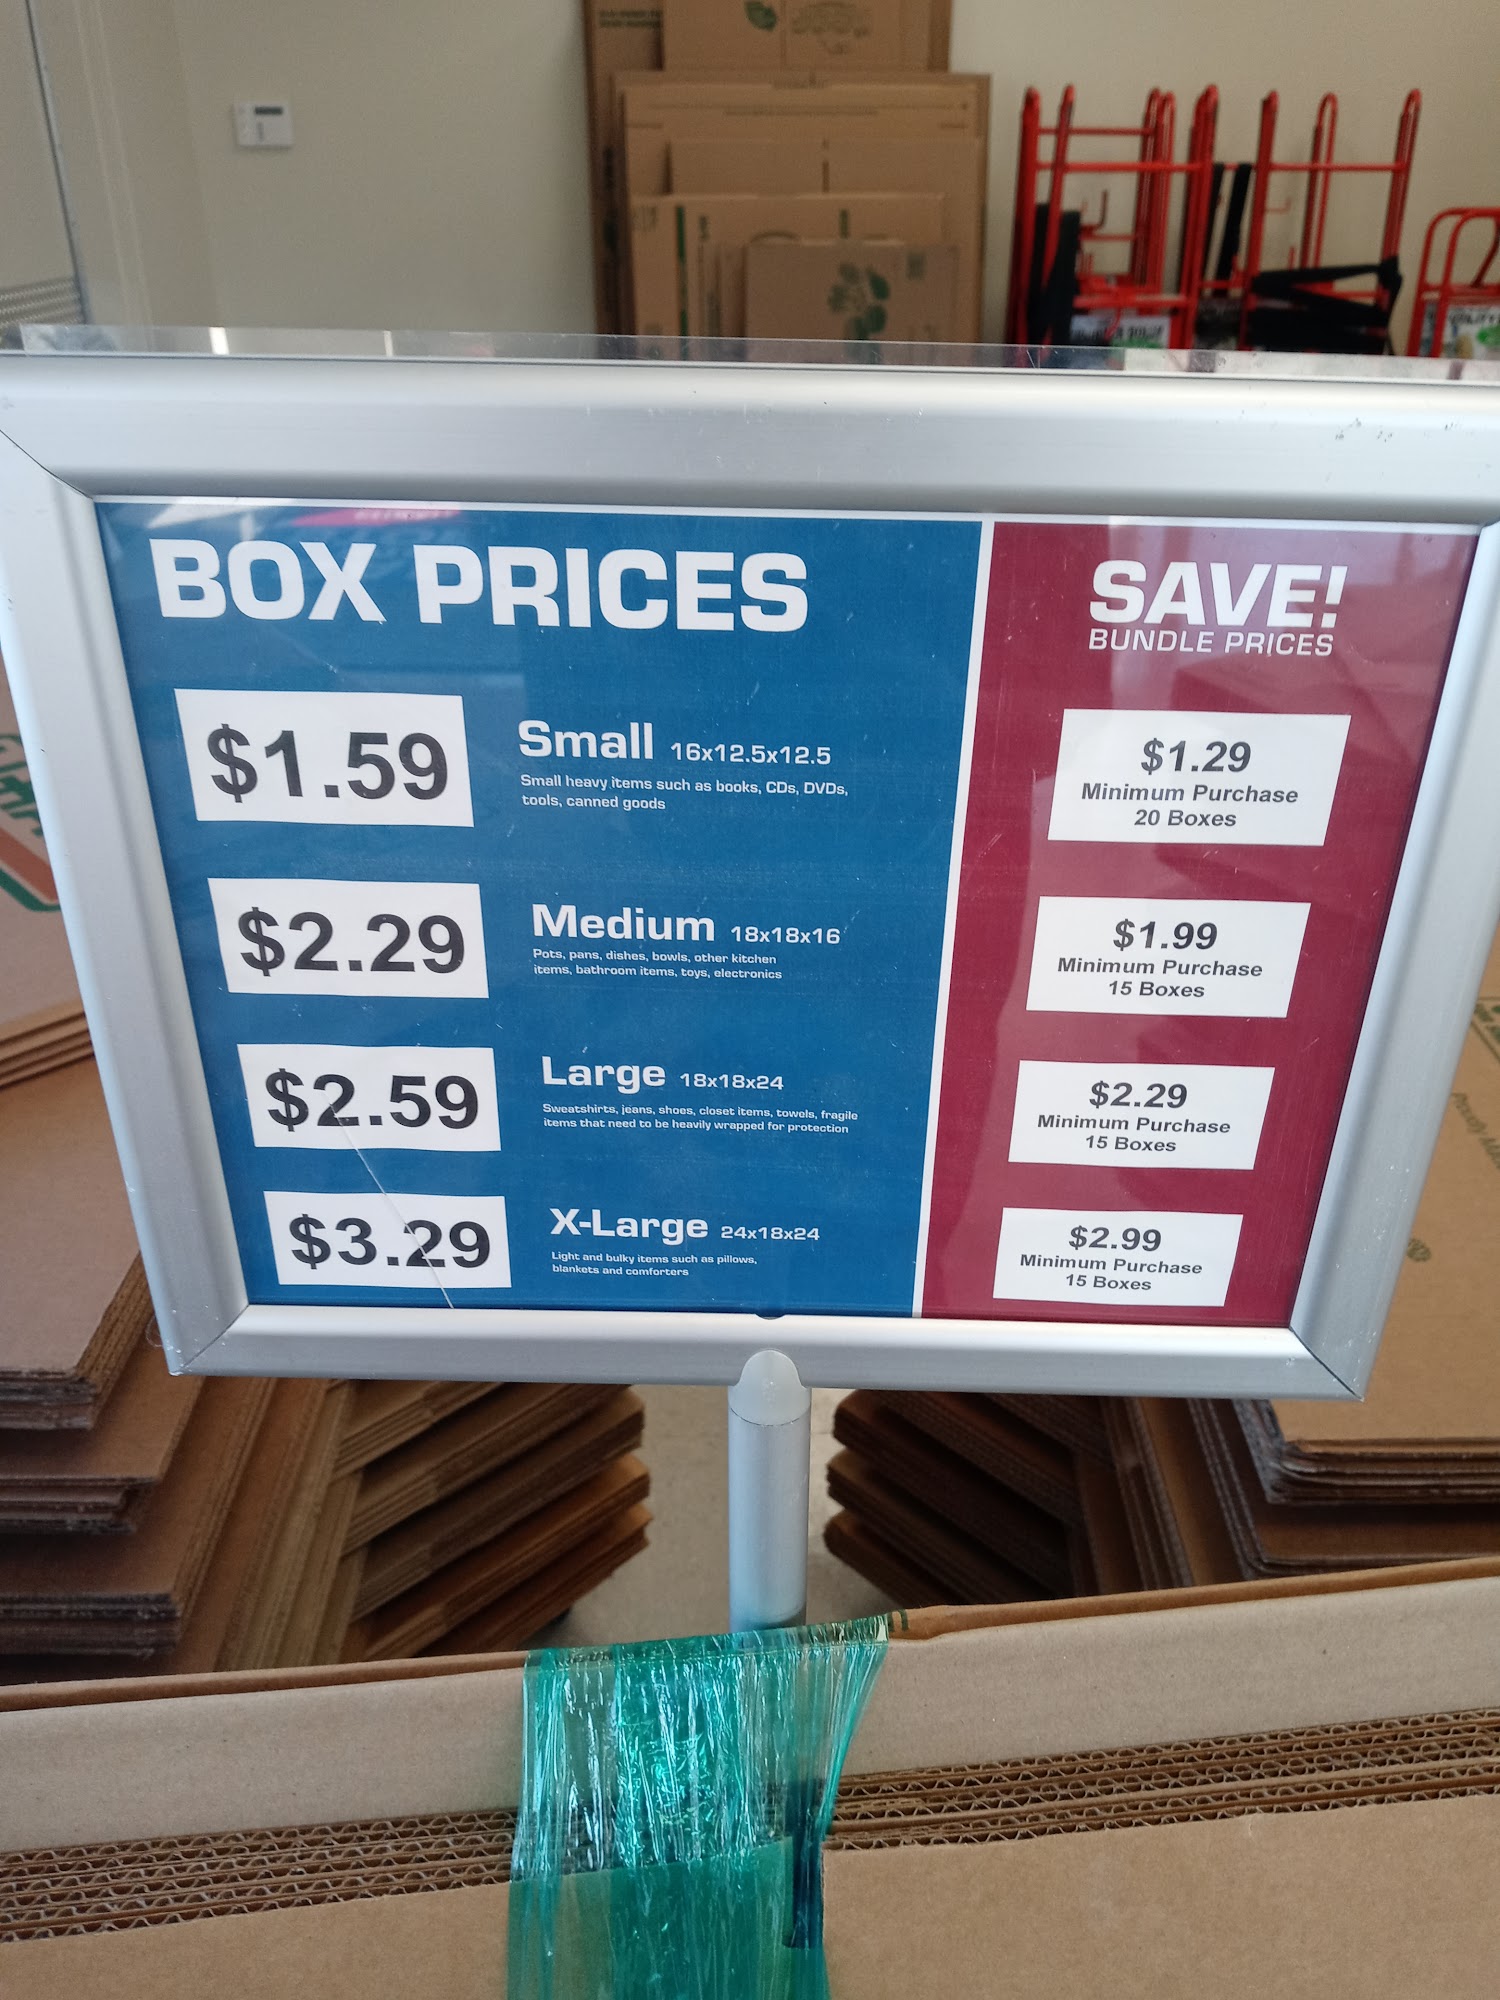 BOX PRICES
$1.59
Small 16x12.5x12.5
Small heavy items such as books, CDs, DVDs,
tools, canned goods
$2.29
Medium 18x18x16
Pots, pans, dishes, bowls, other kitchen
items, bathroom items, toys, electronics
$2.59
Large 18x18x24
Sweatshirts, jeans, shoes, closet items, towels, fragile
items that need to be heavily wrapped for protection
$3.29
X-Large 24x18x24
Light and bulky items such as pillows,
blankets and comforters
SAVE!
BUNDLE PRICES
$1.29
Minimum Purchase
20 Boxes
$1.99
Minimum Purchase
15 Boxes
$2.29
Minimum Purchase
15 Boxes
$2.99
Minimum Purchase
15 Boxes